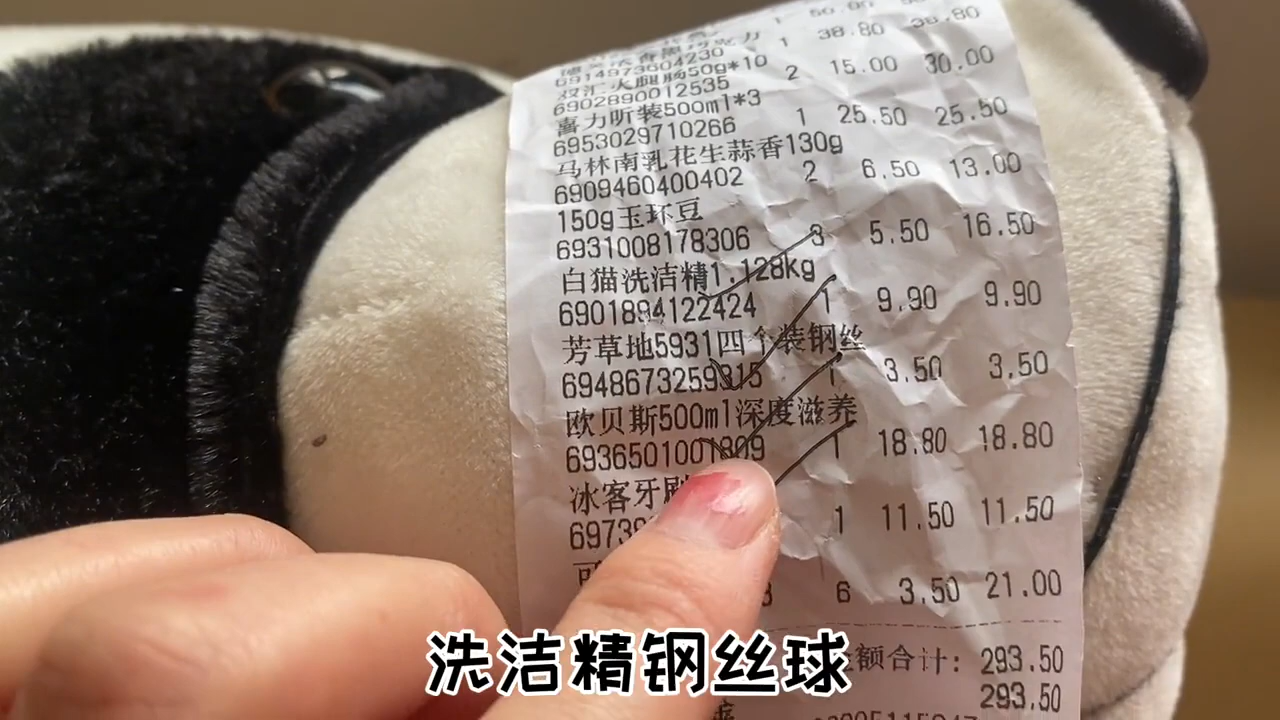 38.80 38.80
6914973604230 1
双汇火腿肠50g*10
6902890012535 2 15.00 30.00
喜力听装500ml*3
6953029710266 1 25.50 25.50
马林南乳花生蒜香130g
6909460400402 2 6.50 13.00
150g玉环豆
6931008178306 3 5.50 16.50
白猫洗洁精1.128kg
6901894122424 1 9.90 9.90
芳草地5931四个装钢丝
6948673259315 1 3.50 3.50
欧贝斯500ml深度滋养
6936501001809 1 18.80 18.80
冰客牙刷
6973 1 11.50 11.50
可
6 3.50 21.00
额合计: 293.50
293.50
洗洁精钢丝球